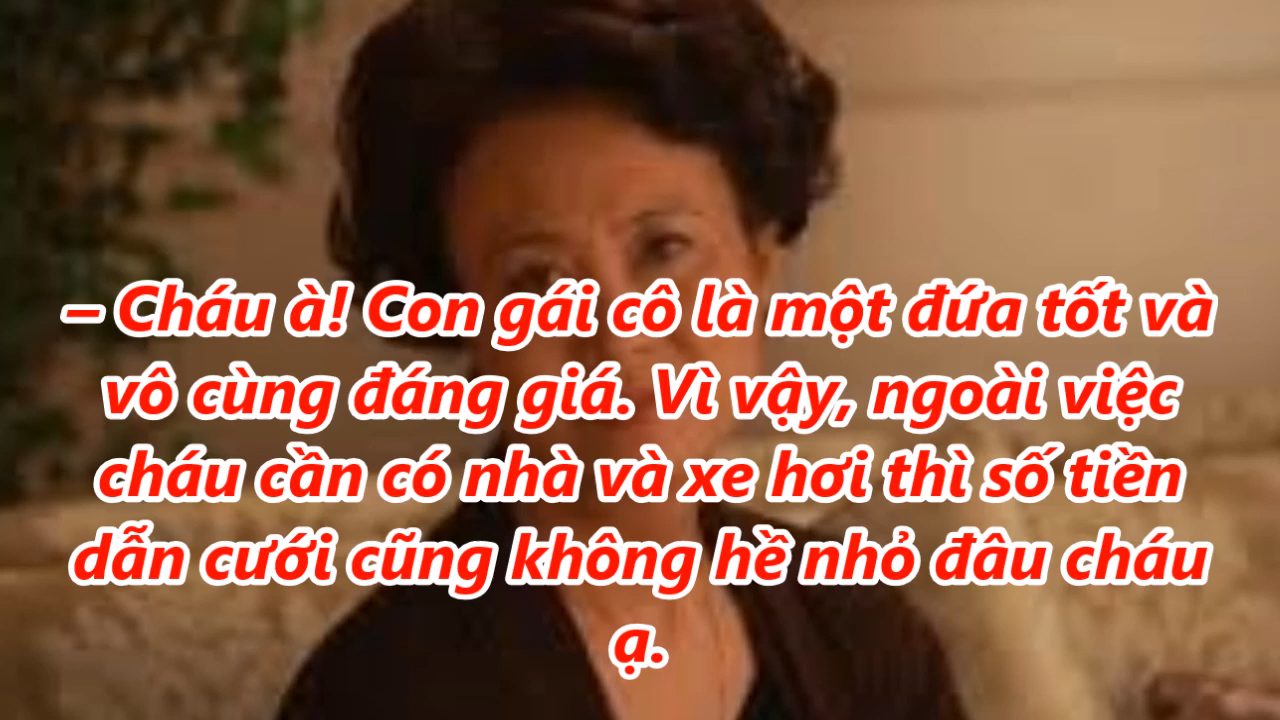 – Cháu à! Con gái cô là một đứa tốt và
vô cùng đáng giá. Vì vậy, ngoài việc
cháu cần có nhà và xe hơi thì số tiền
dẫn cưới cũng không hề nhỏ đâu cháu
ạ.